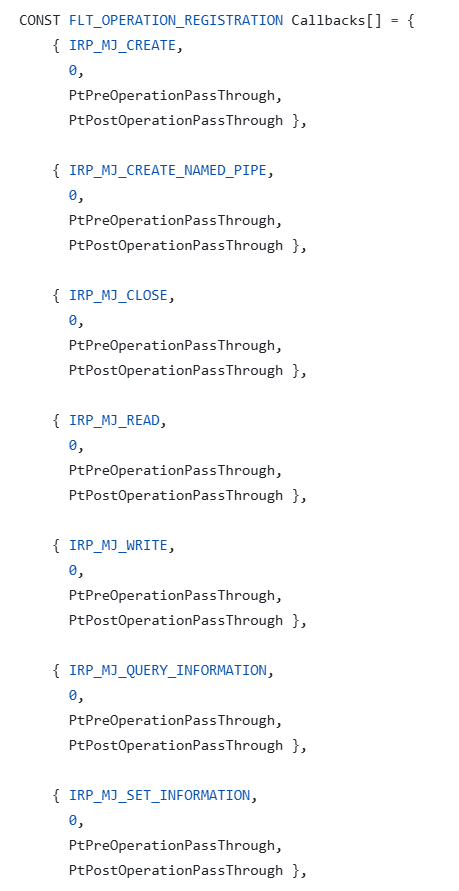 CONST FLT_OPERATION_REGISTRATION Callbacks[] = {
    { IRP_MJ_CREATE,
      0,
      PtPreOperationPassThrough,
      PtPostOperationPassThrough },

    { IRP_MJ_CREATE_NAMED_PIPE,
      0,
      PtPreOperationPassThrough,
      PtPostOperationPassThrough },

    { IRP_MJ_CLOSE,
      0,
      PtPreOperationPassThrough,
      PtPostOperationPassThrough },

    { IRP_MJ_READ,
      0,
      PtPreOperationPassThrough,
      PtPostOperationPassThrough },

    { IRP_MJ_WRITE,
      0,
      PtPreOperationPassThrough,
      PtPostOperationPassThrough },

    { IRP_MJ_QUERY_INFORMATION,
      0,
      PtPreOperationPassThrough,
      PtPostOperationPassThrough },

    { IRP_MJ_SET_INFORMATION,
      0,
      PtPreOperationPassThrough,
      PtPostOperationPassThrough },